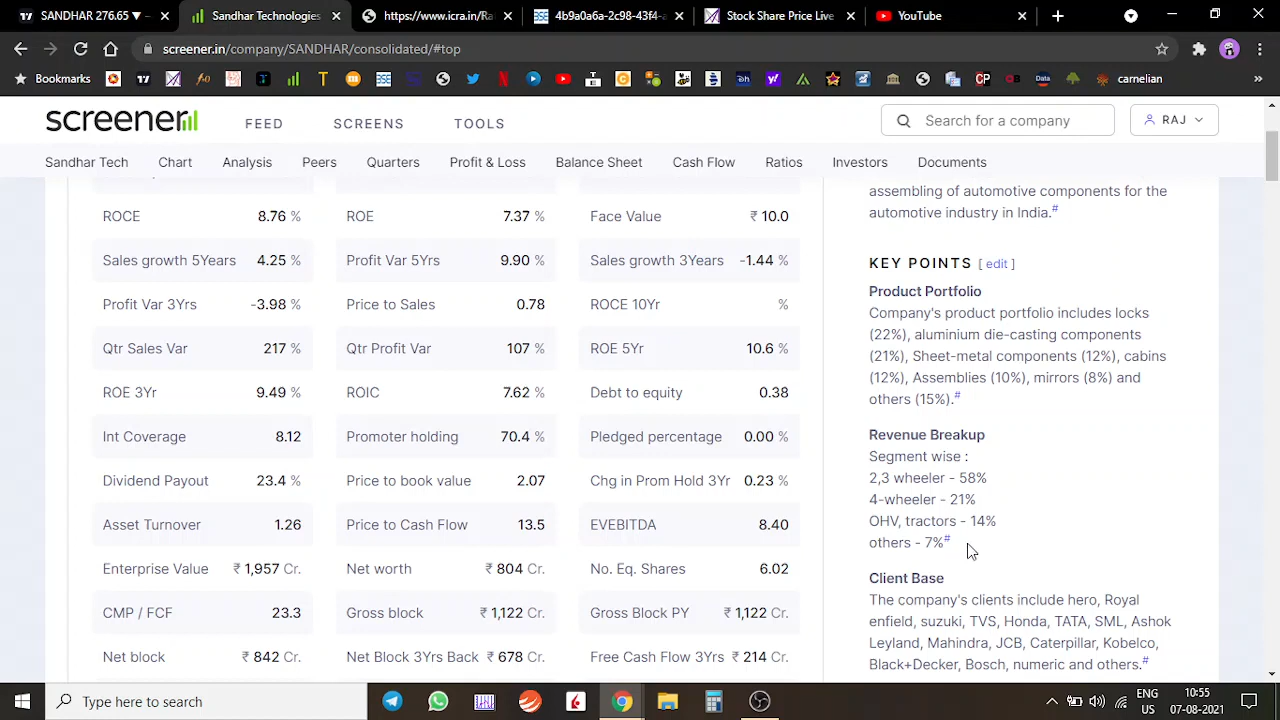 SANDHAR 276.65 ▼
Sandhar Technologies
https://www.icra.in/Ra
4b9a0a6a-2c98-43f4-a
Stock Share Price Live
YouTube
screener.in/company/SANDHAR/consolidated/#top
Bookmarks
carnelian
screener
FEED
SCREENS
TOOLS
Search for a company
RAJ
Sandhar Tech
Chart
Analysis
Peers
Quarters
Profit & Loss
Balance Sheet
Cash Flow
Ratios
Investors
Documents
ROCE 8.76 %
ROE 7.37 %
Face Value ₹ 10.0
Sales growth 5Years 4.25 %
Profit Var 5Yrs 9.90 %
Sales growth 3Years -1.44 %
Profit Var 3Yrs -3.98 %
Price to Sales 0.78
ROCE 10Yr %
Qtr Sales Var 217 %
Qtr Profit Var 107 %
ROE 5Yr 10.6 %
ROE 3Yr 9.49 %
ROIC 7.62 %
Debt to equity 0.38
Int Coverage 8.12
Promoter holding 70.4 %
Pledged percentage 0.00 %
Dividend Payout 23.4 %
Price to book value 2.07
Chg in Prom Hold 3Yr 0.23 %
Asset Turnover 1.26
Price to Cash Flow 13.5
EVEBITDA 8.40
Enterprise Value ₹ 1,957 Cr.
Net worth ₹ 804 Cr.
No. Eq. Shares 6.02
CMP / FCF 23.3
Gross block ₹ 1,122 Cr.
Gross Block PY ₹ 1,122 Cr.
Net block ₹ 842 Cr.
Net Block 3Yrs Back ₹ 678 Cr.
Free Cash Flow 3Yrs ₹ 214 Cr.
assembling of automotive components for the
automotive industry in India.#
KEY POINTS [ edit ]
Product Portfolio
Company's product portfolio includes locks
(22%), aluminium die-casting components
(21%), Sheet-metal components (12%), cabins
(12%), Assemblies (10%), mirrors (8%) and
others (15%).#
Revenue Breakup
Segment wise :
2,3 wheeler - 58%
4-wheeler - 21%
OHV, tractors - 14%
others - 7%#
Client Base
The company's clients include hero, Royal
enfield, suzuki, TVS, Honda, TATA, SML, Ashok
Leyland, Mahindra, JCB, Caterpillar, Kobelco,
Black+Decker, Bosch, numeric and others.#
Type here to search
ENG
US
10:55
07-08-2021